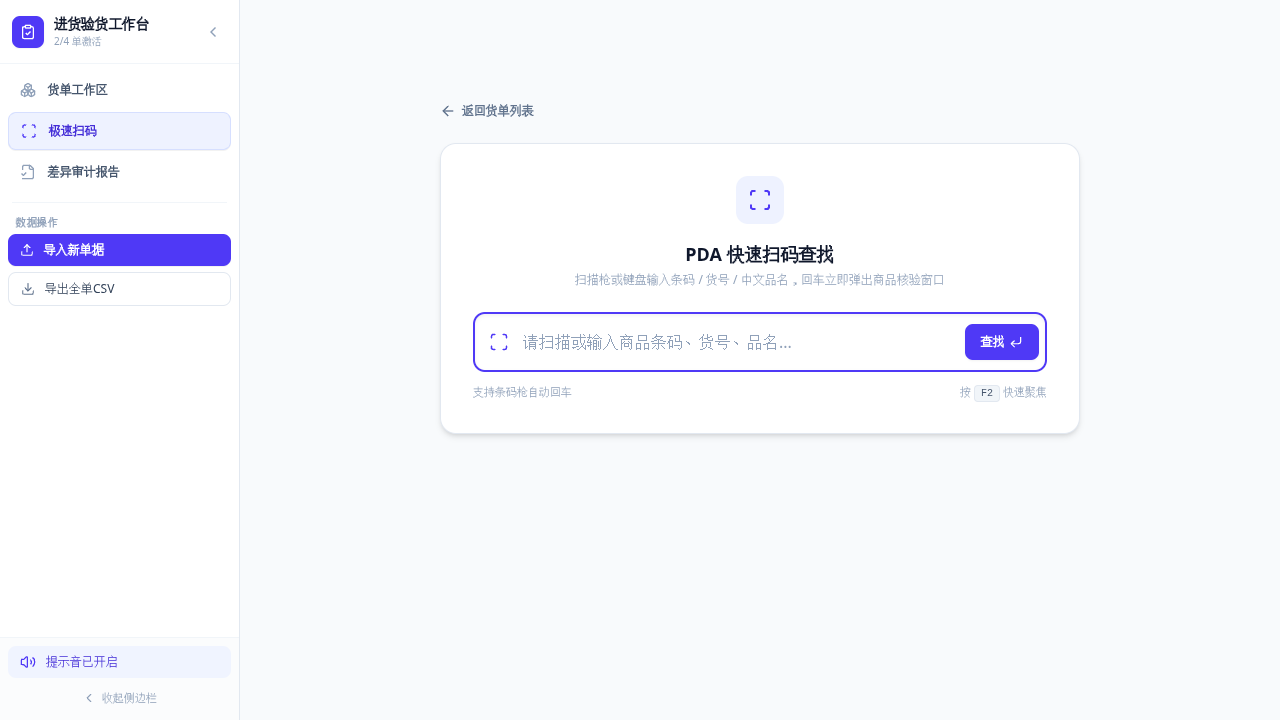 进货验货工作台
2/4 单激活
货单工作区
极速扫码
差异审计报告
数据操作
导入新单据
导出全单CSV
提示音已开启
收起侧边栏
返回货单列表
PDA 快速扫码查找
扫描枪或键盘输入条码 / 货号 / 中文品名，回车立即弹出商品核验窗口
请扫描或输入商品条码、货号、品名...
查找
支持条码枪自动回车
按 F2 快速聚焦